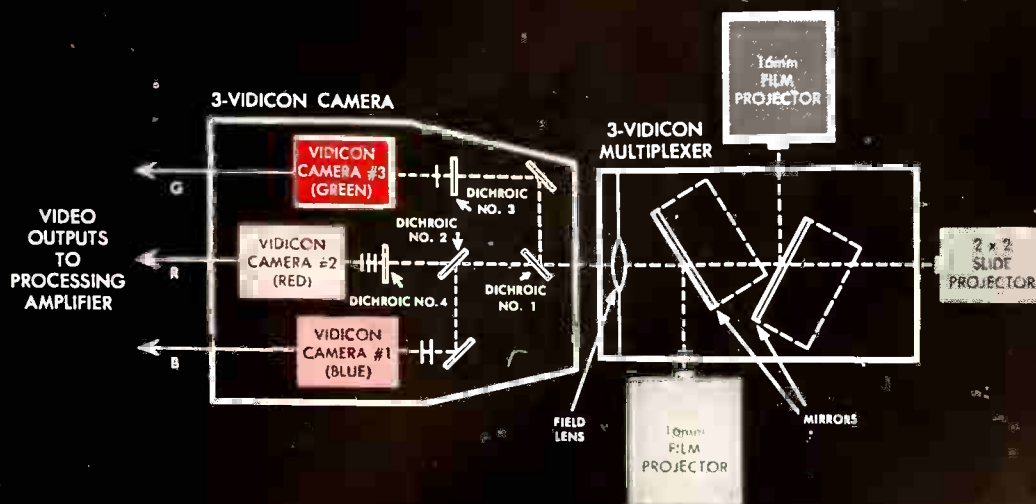 3-VIDICON CAMERA
VIDICON
CAMERA #3
(GREEN)
G
DICHROIC
NO. 3
DICHROIC
NO. 2
VIDEO
OUTPUTS
TO
PROCESSING
AMPLIFIER
VIDICON
CAMERA #2
(RED)
R
DICHROIC NO.4
DICHROIC
NO. 1
VIDICON
CAMERA #1
(BLUE)
B
3-VIDICON
MULTIPLEXER
16mm
FILM
PROJECTOR
2 x 2
SLIDE
PROJECTOR
FIELD
LENS
MIRRORS
16mm
FILM
PROJECTOR